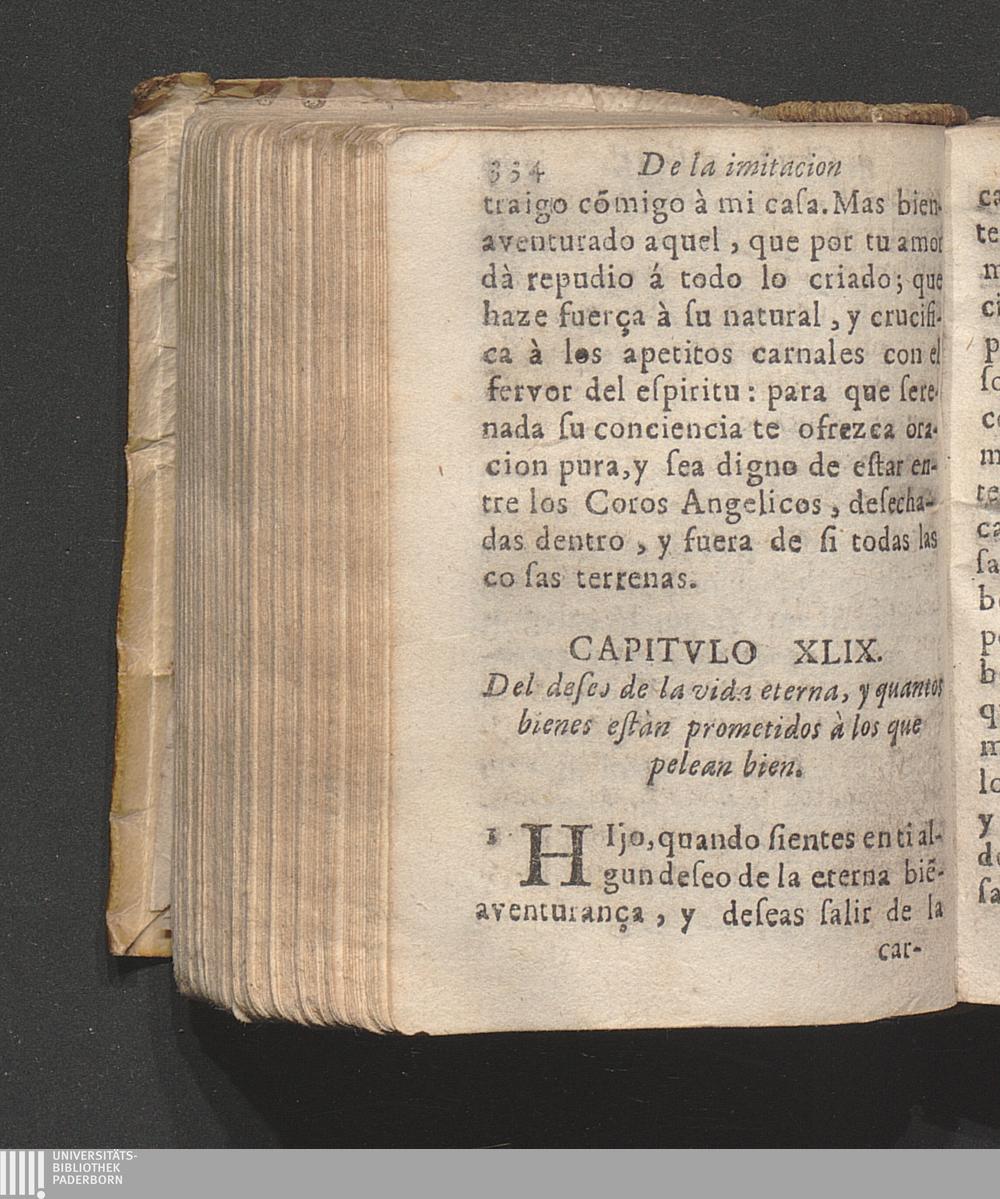 334 De la imitacion
traigo cõmigo à mi caſa. Mas bien-
aventurado aquel, que por tu amor
dà repudio á todo lo criado; que
haze fuerça à ſu natural, y crucifi-
ca à los apetitos carnales con el
fervor del eſpiritu: para que ſere-
nada ſu conciencia te ofrezca ora-
cion pura, y ſea digno de eſtar en-
tre los Coros Angelicos, deſecha-
das dentro, y fuera de ſi todas las
co ſas terrenas.
CAPITVLO XLIX.
Del deſeo de la vida eterna, y quantos
bienes eſtàn prometidos à los que
pelean bien.
1 HIjo, quando ſientes en ti al-
gun deſeo de la eterna biẽ-
aventurança, y deſeas ſalir de la
car-
UNIVERSITÄTS-
BIBLIOTHEK
PADERBORN